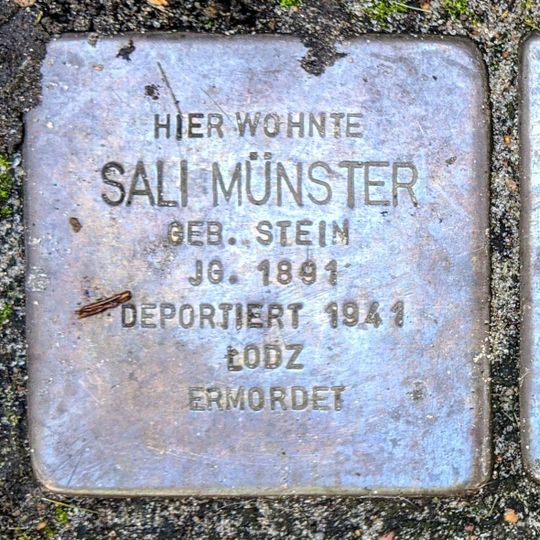 HIER WOHNTE
SALI MÜNSTER
GEB. STEIN
JG. 1891
DEPORTIERT 1941
ŁODZ
ERMORDET